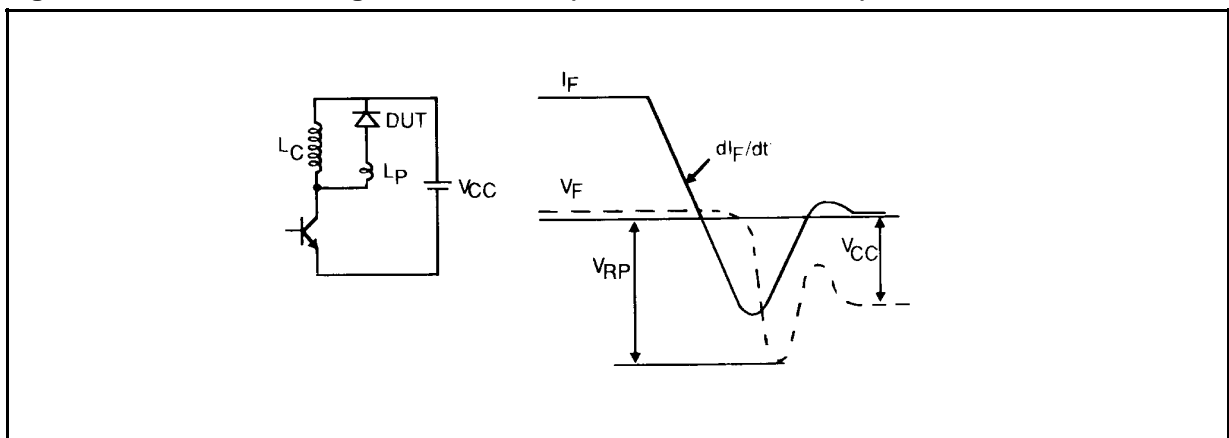 DUT
LC
LP
VCC
IF
dIF/dt
VF
VRP
VCC